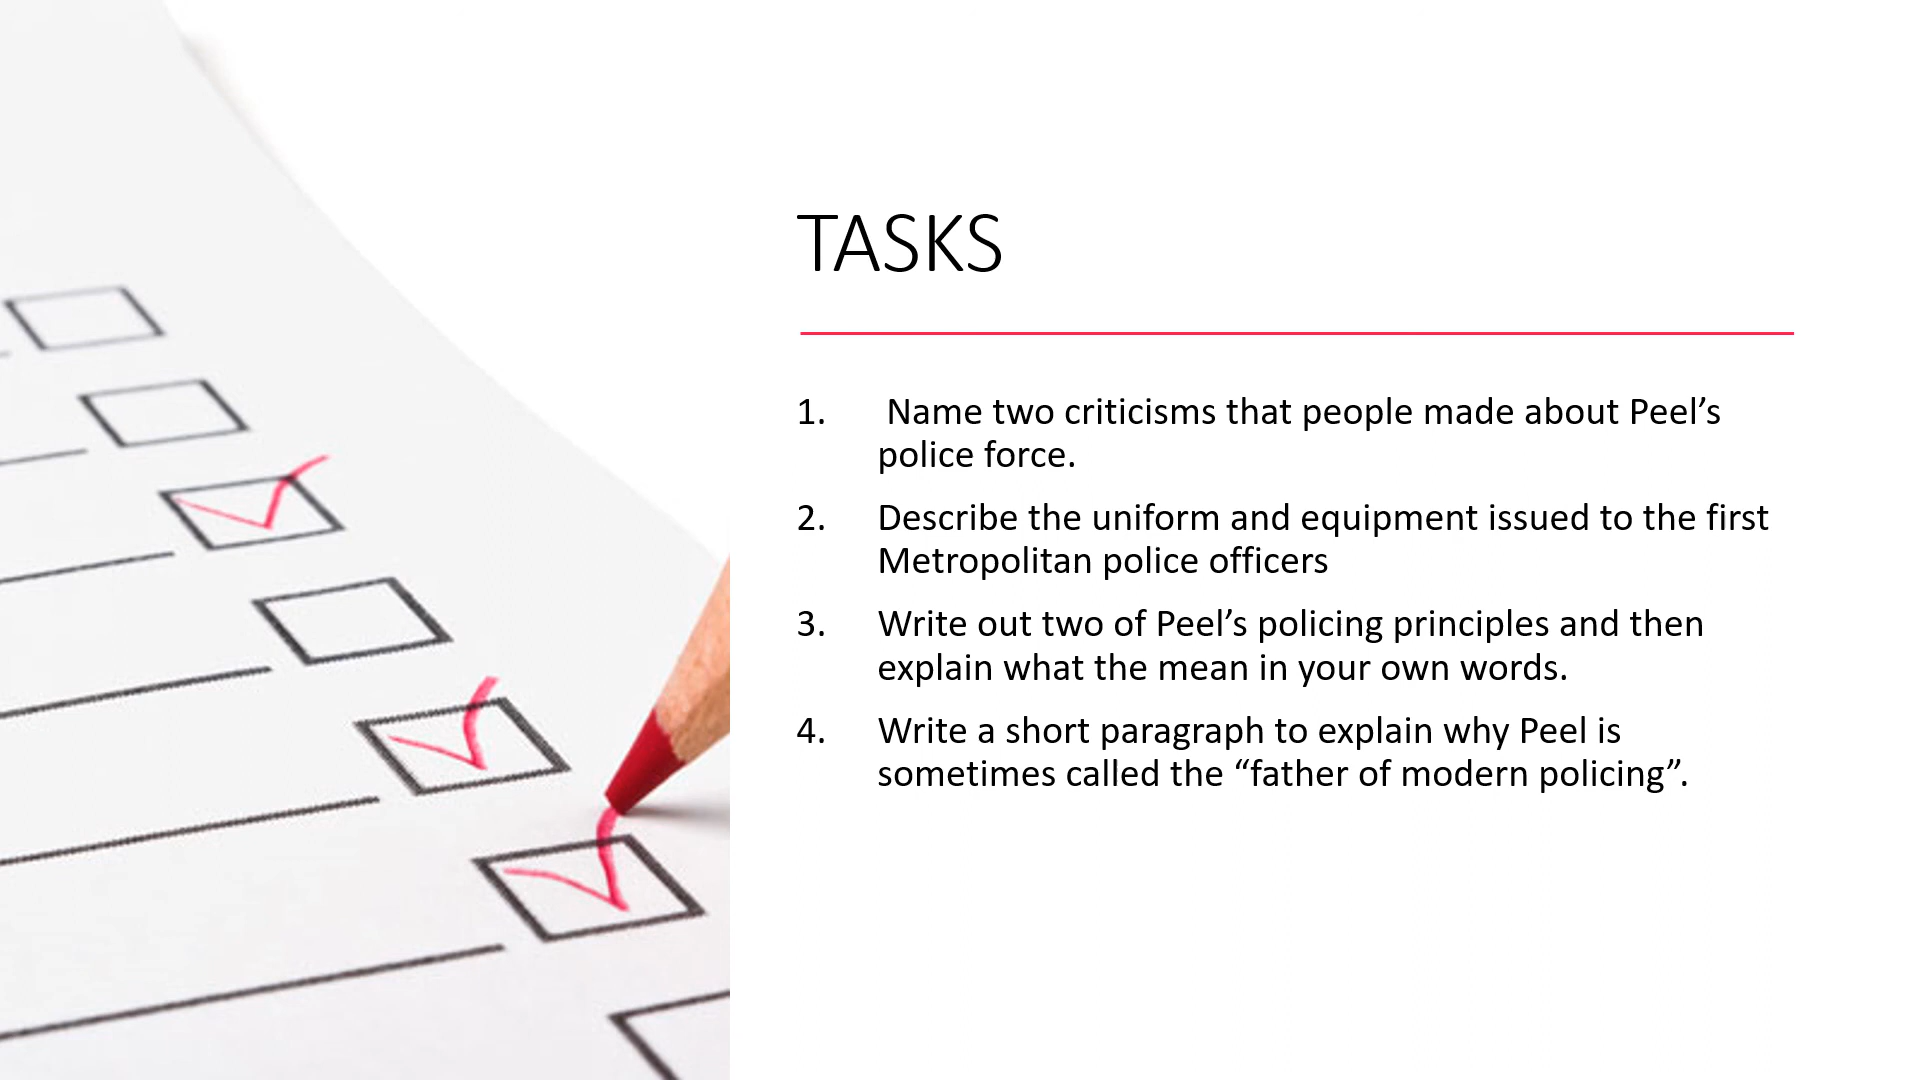 TASKS
1. Name two criticisms that people made about Peel’s
police force.
2. Describe the uniform and equipment issued to the first
Metropolitan police officers
3. Write out two of Peel’s policing principles and then
explain what the mean in your own words.
4. Write a short paragraph to explain why Peel is
sometimes called the “father of modern policing”.